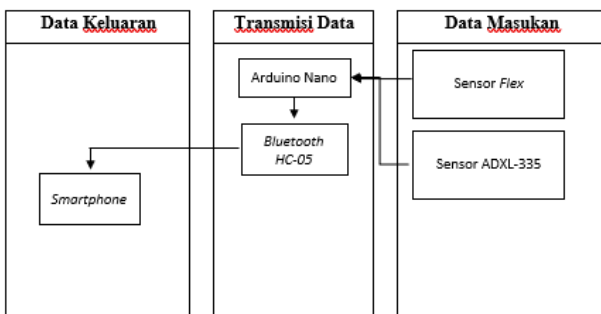 Data Keluaran
Transmisi Data
Data Masukan
Arduino Nano
Sensor Flex
Bluetooth
HC-05
Sensor ADXL-335
Smartphone